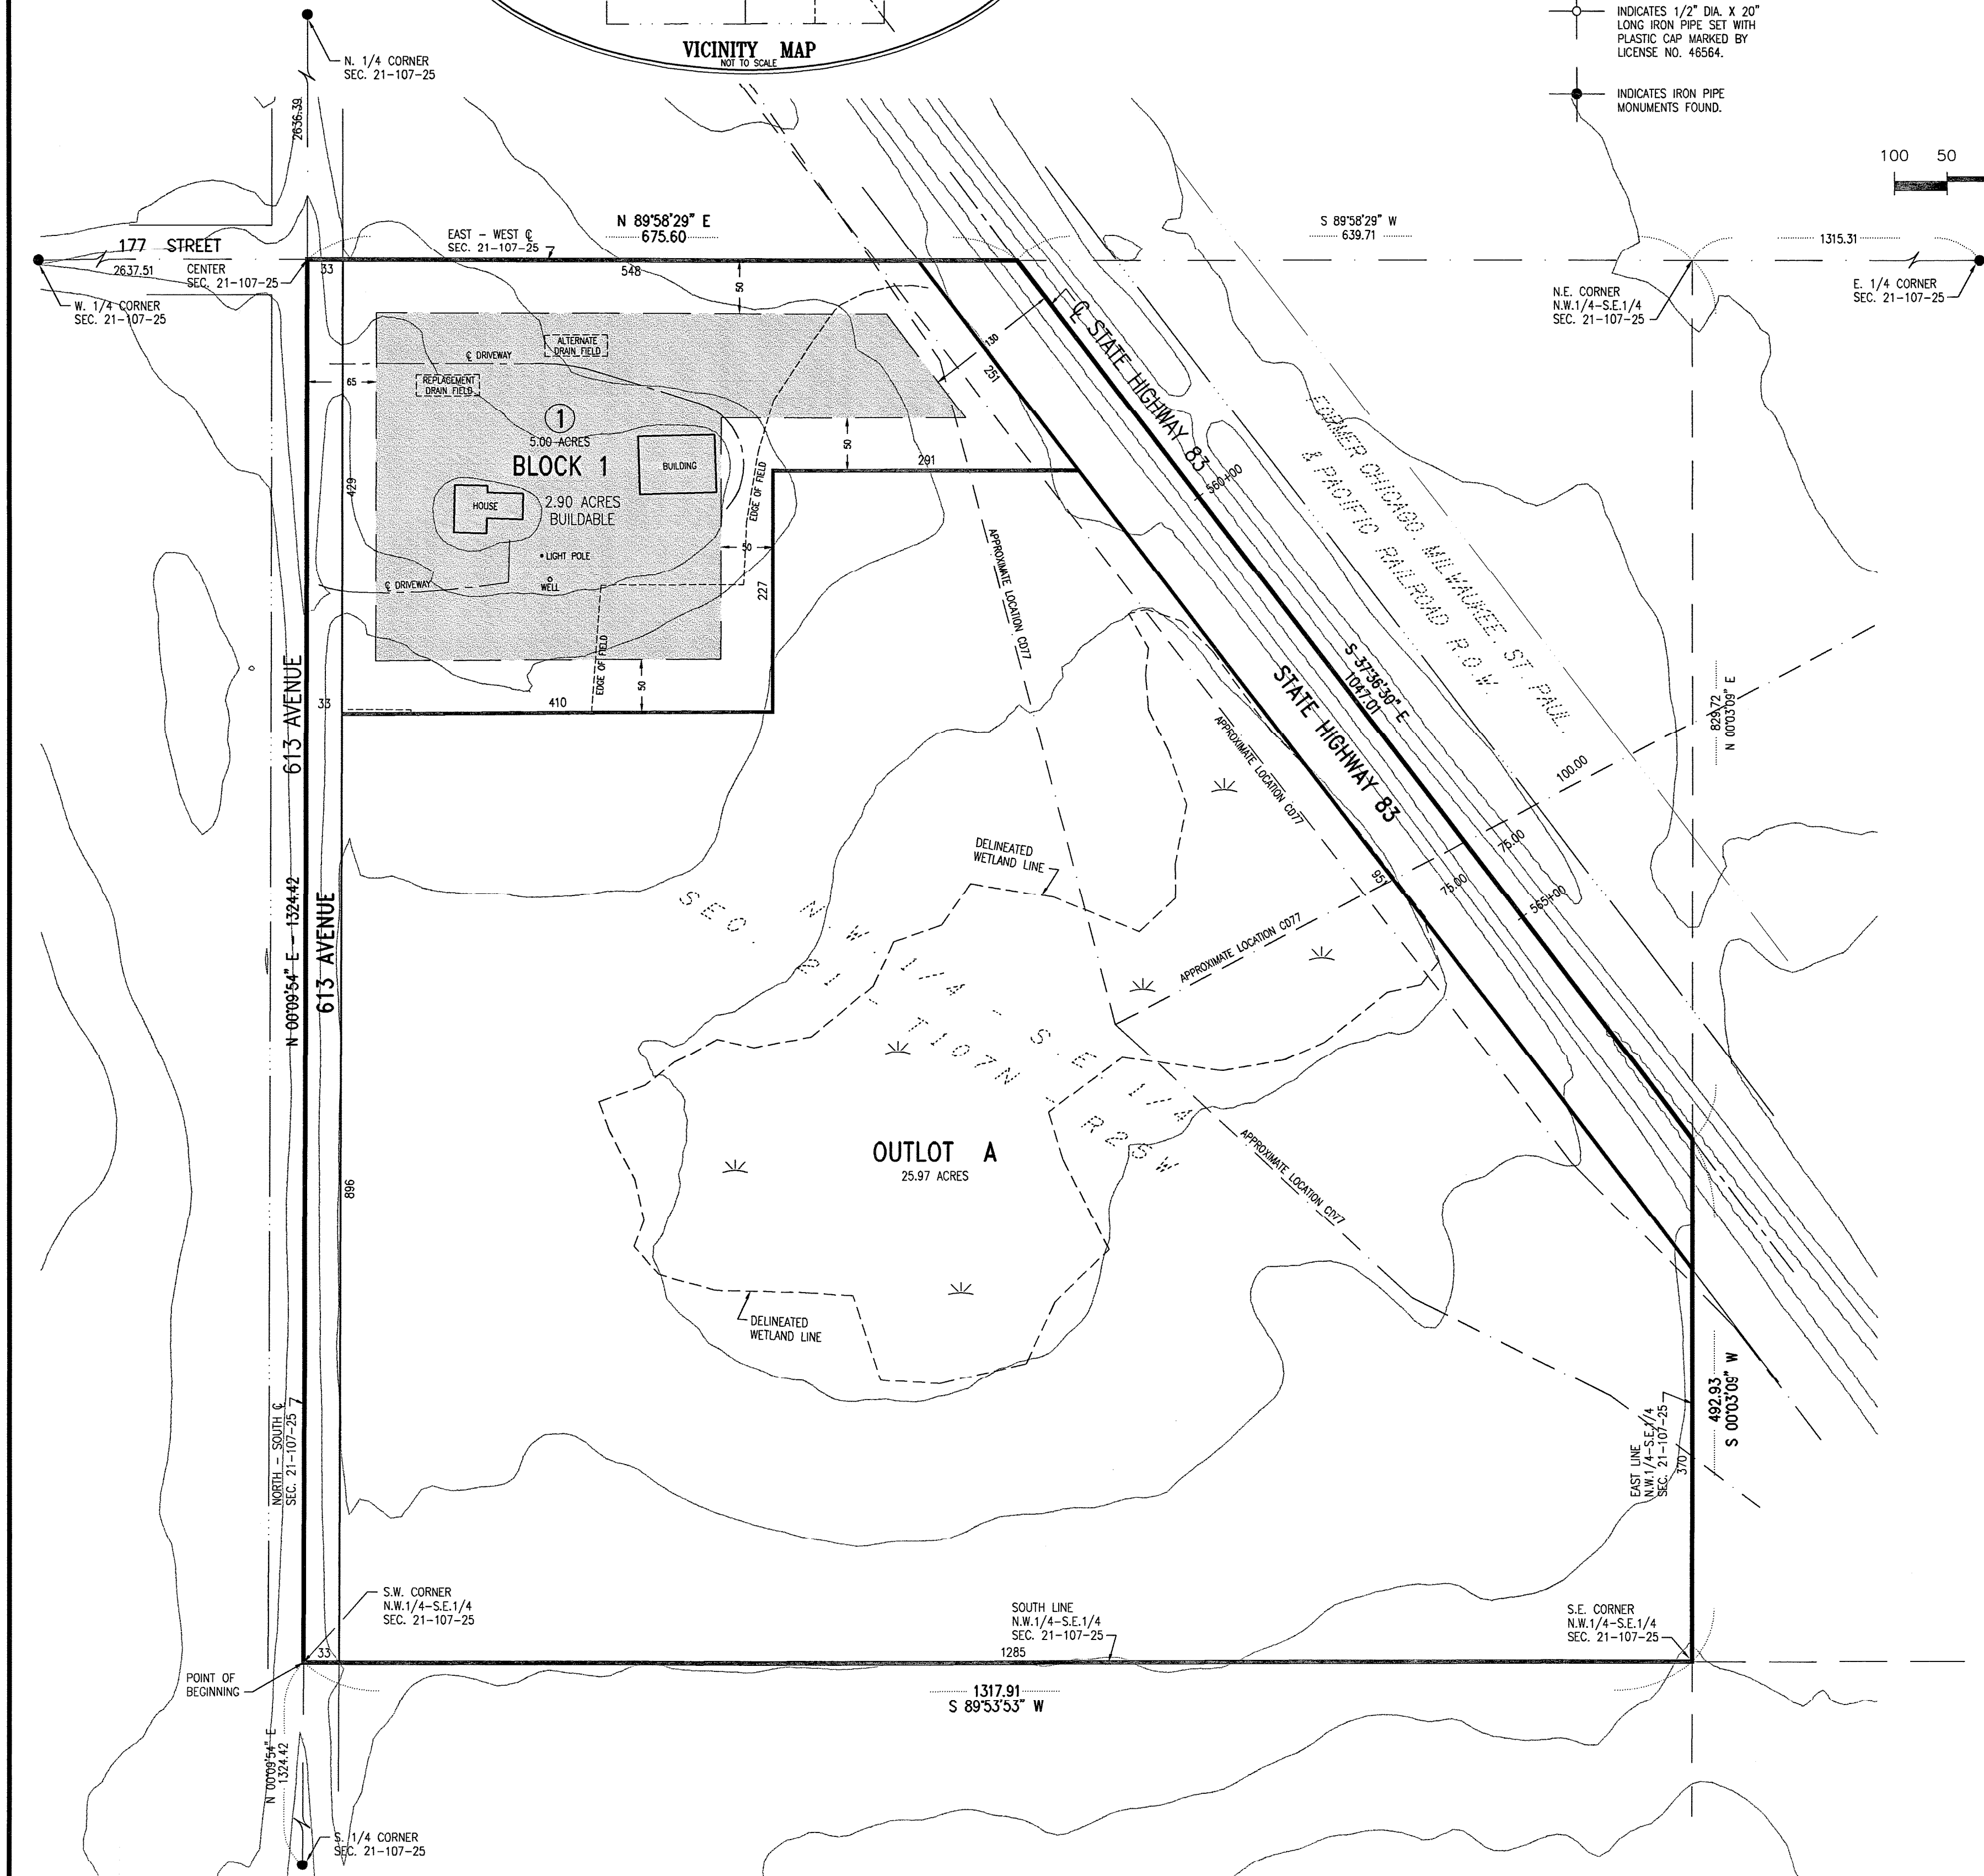 VICINITY MAP
NOT TO SCALE
INDICATES 1/2" DIA. X 20"
LONG IRON PIPE SET WITH
PLASTIC CAP MARKED BY
LICENSE NO. 46564.
INDICATES IRON PIPE
MONUMENTS FOUND.
100 50
N. 1/4 CORNER
SEC. 21-107-25
2636.39
177 STREET
2637.51
CENTER
SEC. 21-107-25
W. 1/4 CORNER
SEC. 21-107-25
33
EAST - WEST ℄
SEC. 21-107-25
N 89°58'29" E
675.60
548
50
S 89°58'29" W
639.71
1315.31
N.E. CORNER
N.W.1/4-S.E.1/4
SEC. 21-107-25
E. 1/4 CORNER
SEC. 21-107-25
ALTERNATE
DRAIN FIELD
℄ DRIVEWAY
REPLACEMENT
DRAIN FIELD
65
1
5.00 ACRES
BLOCK 1
2.90 ACRES
BUILDABLE
BUILDING
HOUSE
LIGHT POLE
WELL
℄ DRIVEWAY
EDGE OF FIELD
EDGE OF FIELD
429
50
50
50
291
227
410
33
130
251
℄ STATE HIGHWAY 83
560+00
FORMER CHICAGO, MILWAUKEE, ST. PAUL
& PACIFIC RAILROAD R.O.W.
S 37°36'30" E
1047.01
STATE HIGHWAY 83
APPROXIMATE LOCATION CD77
APPROXIMATE LOCATION CD77
APPROXIMATE LOCATION CD77
APPROXIMATE LOCATION CD77
829.72
N 00°03'09" E
100.00
75.00
75.00
565+00
613 AVENUE
613 AVENUE
N 00°09'54" E - 1324.42
896
DELINEATED
WETLAND LINE
N.W. 1/4 - S.E. 1/4
SEC. 21 - T107N - R25W
OUTLOT A
25.97 ACRES
DELINEATED
WETLAND LINE
492.93
S 00°03'09" W
EAST LINE
N.W.1/4-S.E.1/4
SEC. 21-107-25
370
NORTH - SOUTH ℄
SEC. 21-107-25
S.W. CORNER
N.W.1/4-S.E.1/4
SEC. 21-107-25
33
SOUTH LINE
N.W.1/4-S.E.1/4
SEC. 21-107-25
1285
S.E. CORNER
N.W.1/4-S.E.1/4
SEC. 21-107-25
POINT OF
BEGINNING
1317.91
S 89°53'53" W
N 00°09'54" E
1324.42
S. 1/4 CORNER
SEC. 21-107-25